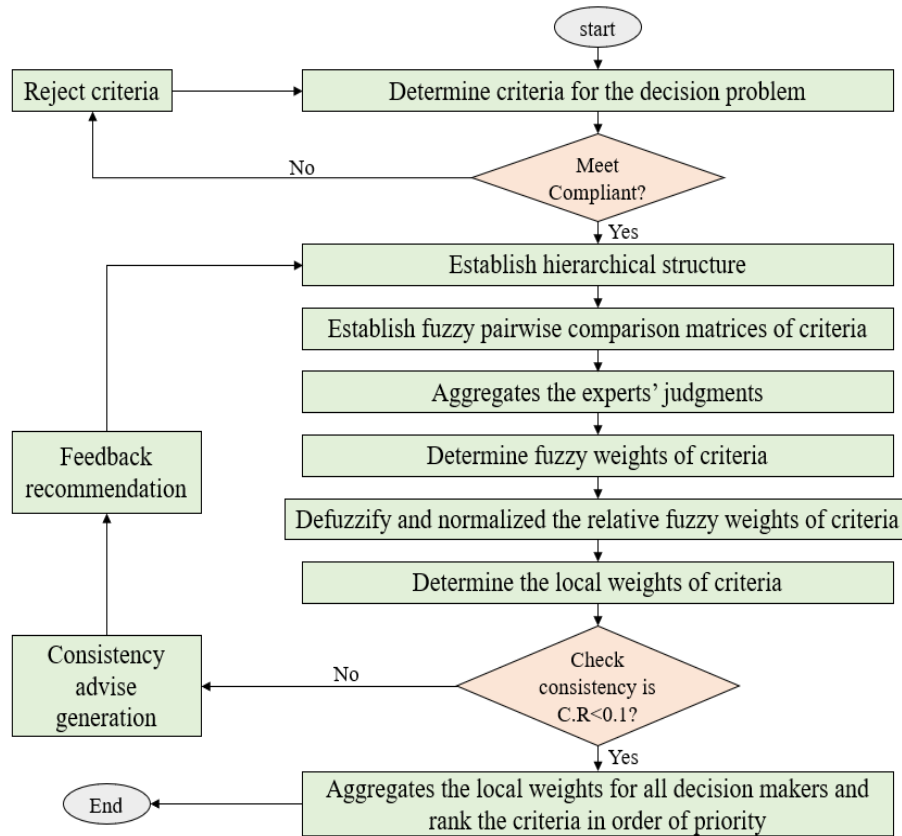 start
Reject criteria
Determine criteria for the decision problem
No
Meet
Compliant?
Yes
Establish hierarchical structure
Establish fuzzy pairwise comparison matrices of criteria
Aggregates the experts’ judgments
Feedback
recommendation
Determine fuzzy weights of criteria
Defuzzify and normalized the relative fuzzy weights of criteria
Determine the local weights of criteria
Consistency
advise
generation
No
Check
consistency is
C.R<0.1?
Yes
End
Aggregates the local weights for all decision makers and
rank the criteria in order of priority